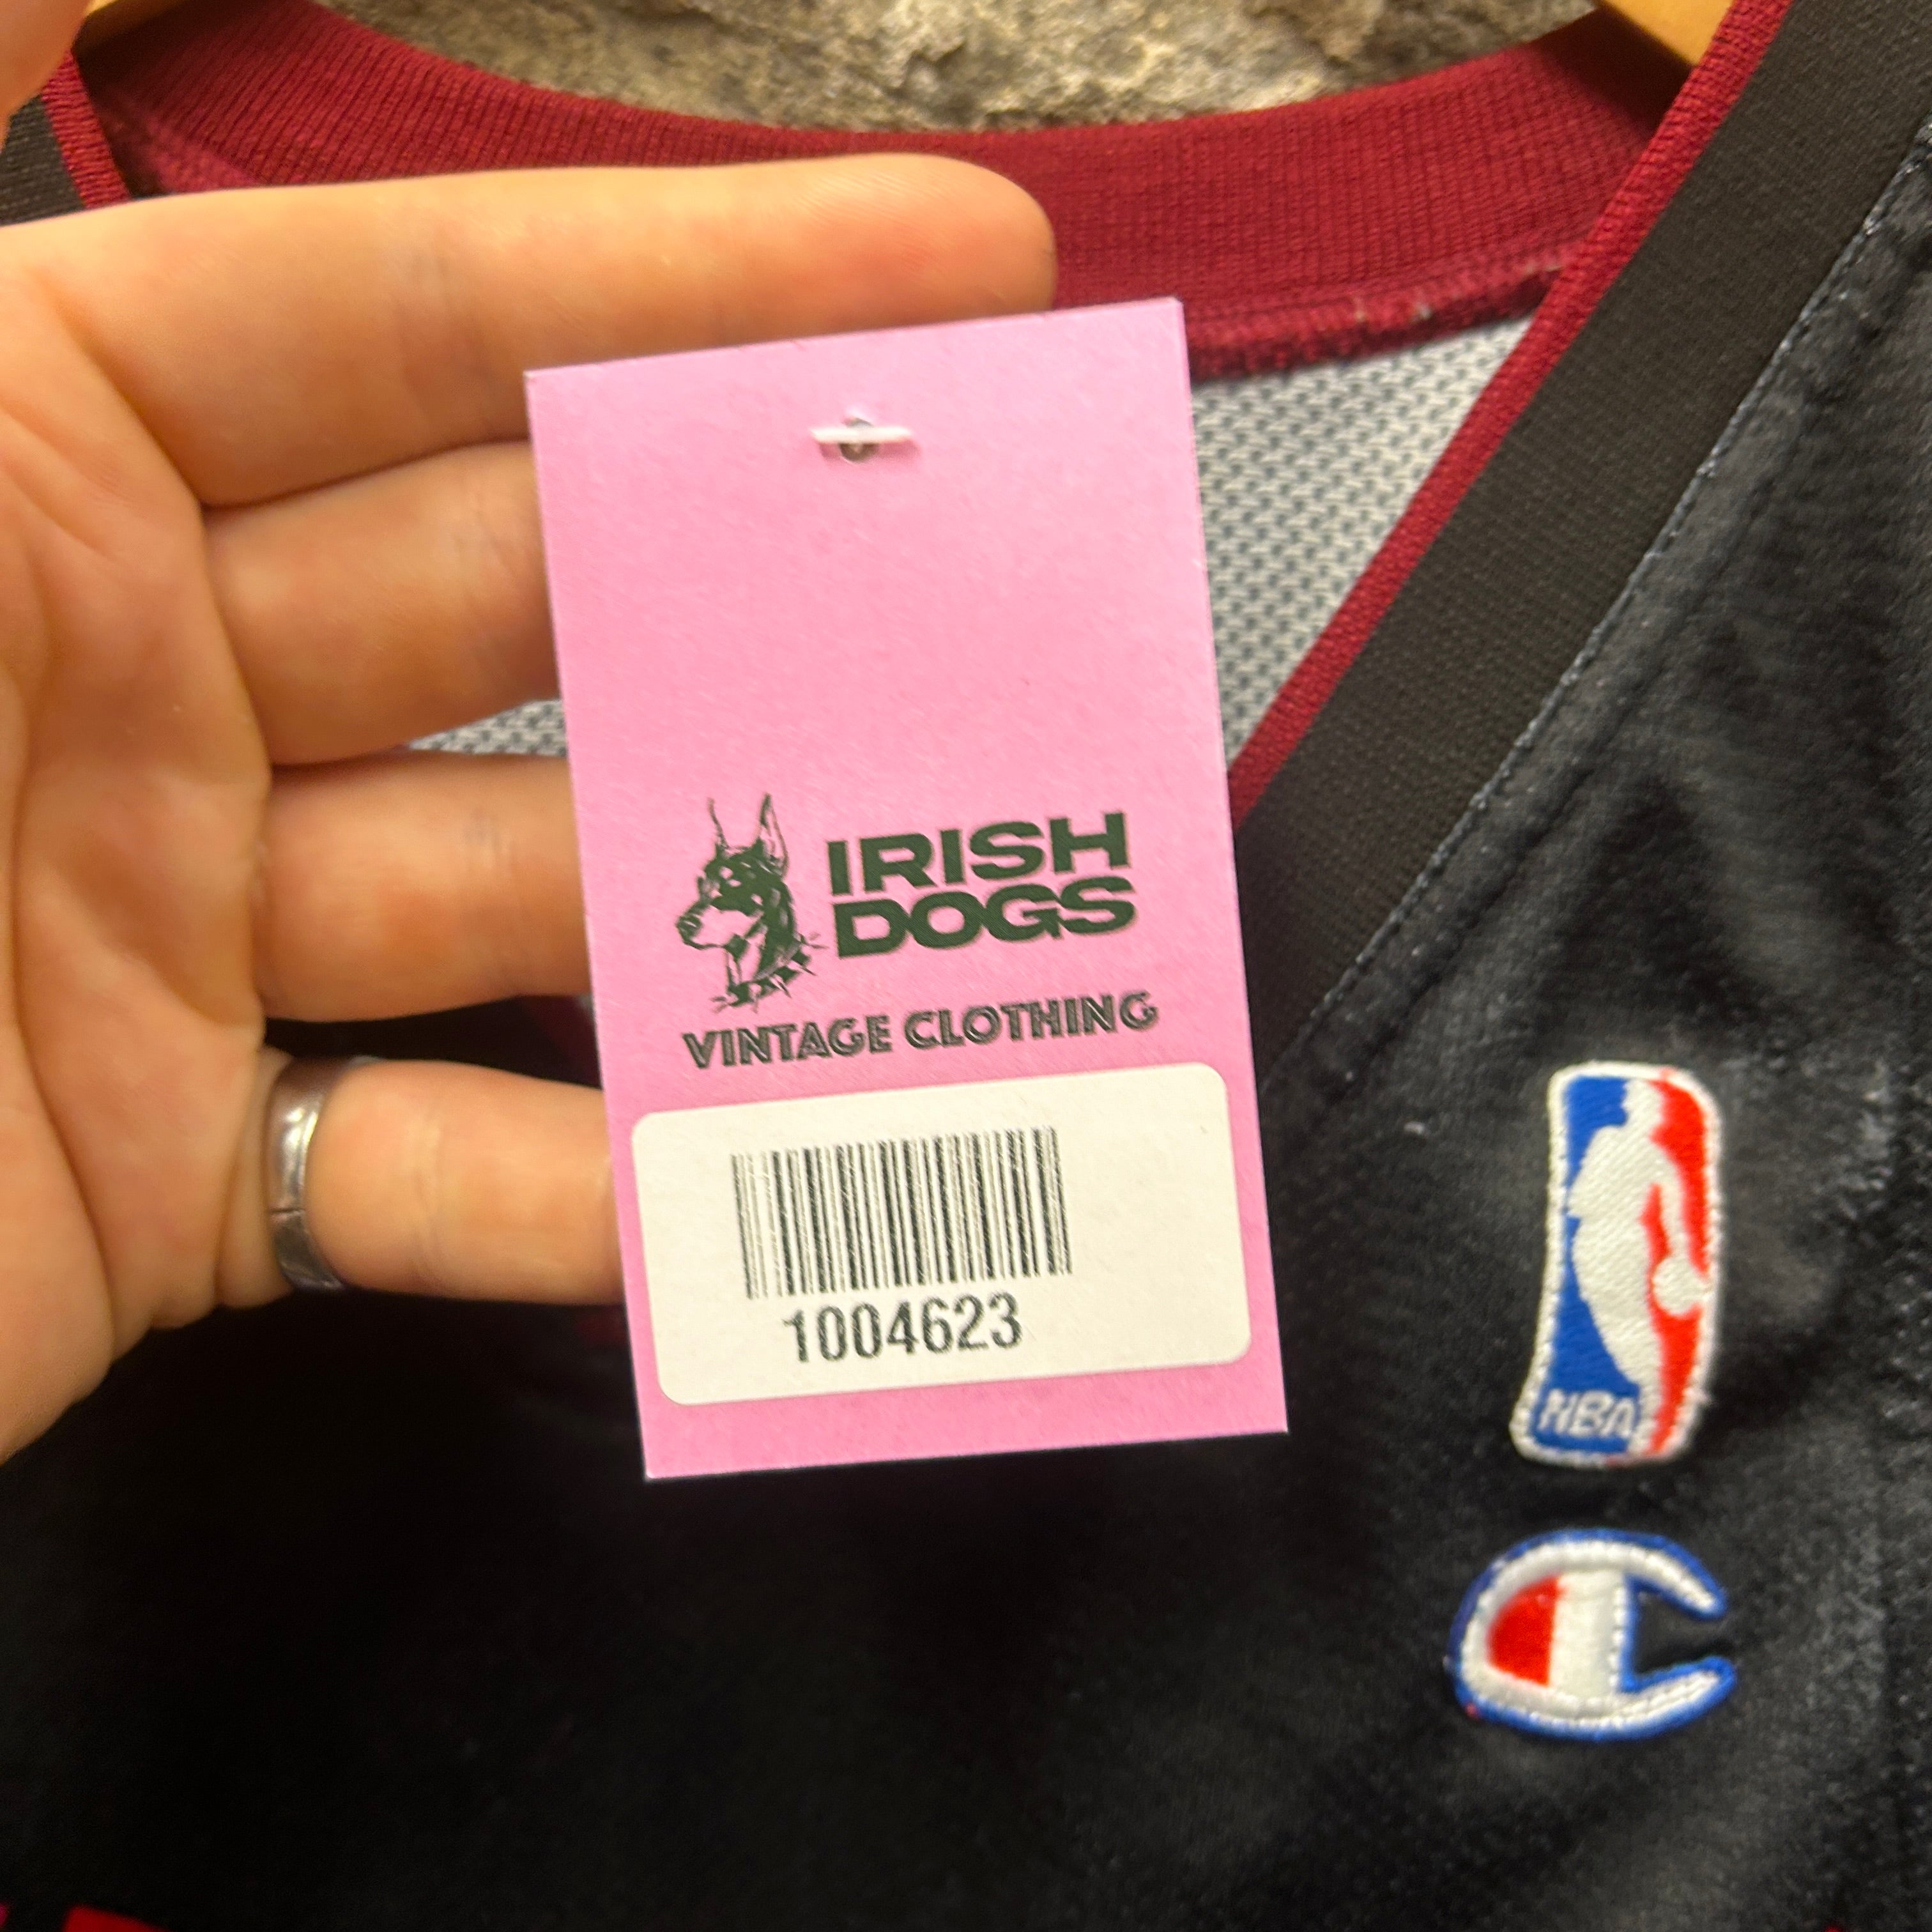 IRISH
DOGS
VINTAGE CLOTHING
1004623
NBA